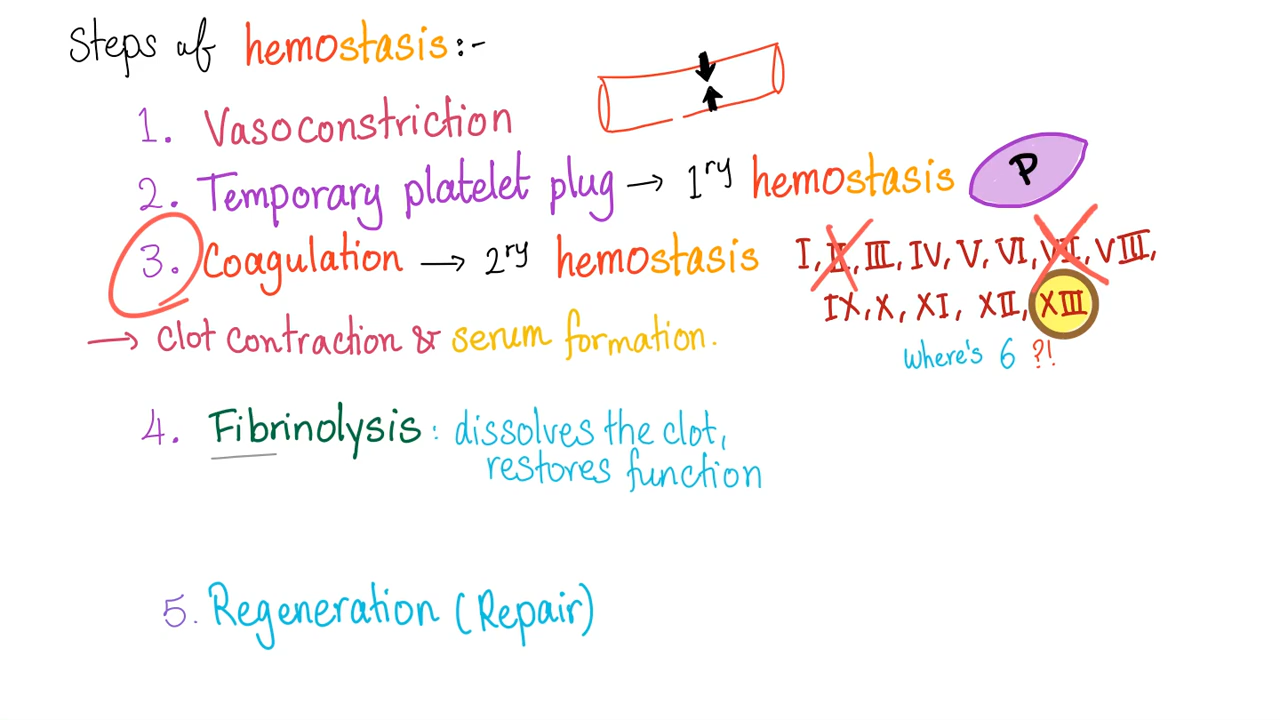 Steps of hemostasis:-
1. Vasoconstriction
2. Temporary platelet plug → 1ry hemostasis P
3. Coagulation → 2ry hemostasis I, II, III, IV, V, VI, VII, VIII,
IX, X, XI, XII, XIII
→ Clot contraction & serum formation.
where's 6 ?!
4. Fibrinolysis: dissolves the clot,
restores function
5. Regeneration (Repair)